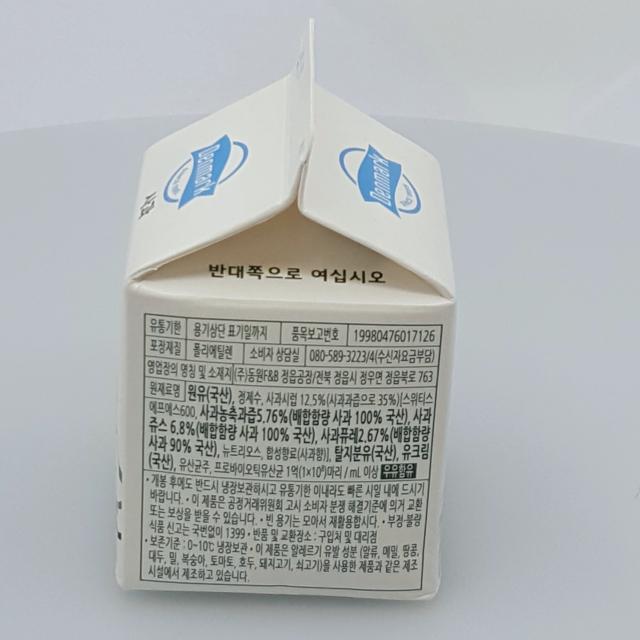 Denmark
Denmark
반대쪽으로 여십시오
유통기한 용기상단 표기일까지 품목보고번호 19980476017126
포장재질 폴리에틸렌 소비자 상담실 080-589-3223/4(수신자요금부담)
영업장의 명칭 및 소재지 (주)동원F&B 정읍공장/전북 정읍시 정우면 정읍북로 763
원재료명 원유(국산), 정제수, 사과시럽 12.5%(사과과즙으로 35%)[스위티스
에프에스600, 사과농축과즙5.76%(배합함량 사과 100% 국산), 사과
쥬스 6.8%(배합함량 사과 100% 국산), 사과퓨레2.67%(배합함량
사과 90% 국산), 뉴트리오스, 합성향료(사과향)], 탈지분유(국산), 유크림
(국산), 유산균주, 프로바이오틱유산균 1억(1×10⁸)마리 / mL 이상 우유함유
• 개봉 후에도 반드시 냉장보관하시고 유통기한 이내라도 빠른 시일 내에 드시기
바랍니다. • 이 제품은 공정거래위원회 고시 소비자 분쟁 해결기준에 의거 교환
또는 보상을 받을 수 있습니다. • 빈 용기는 모아서 재활용합시다. • 부정·불량
식품 신고는 국번없이 1399 • 반품 및 교환장소 : 구입처 및 대리점
• 보존기준 : 0~10℃ 냉장보관 • 이 제품은 알레르기 유발 성분 (알류, 메밀, 땅콩,
대두, 밀, 복숭아, 토마토, 호두, 돼지고기, 쇠고기)을 사용한 제품과 같은 제조
시설에서 제조하고 있습니다.